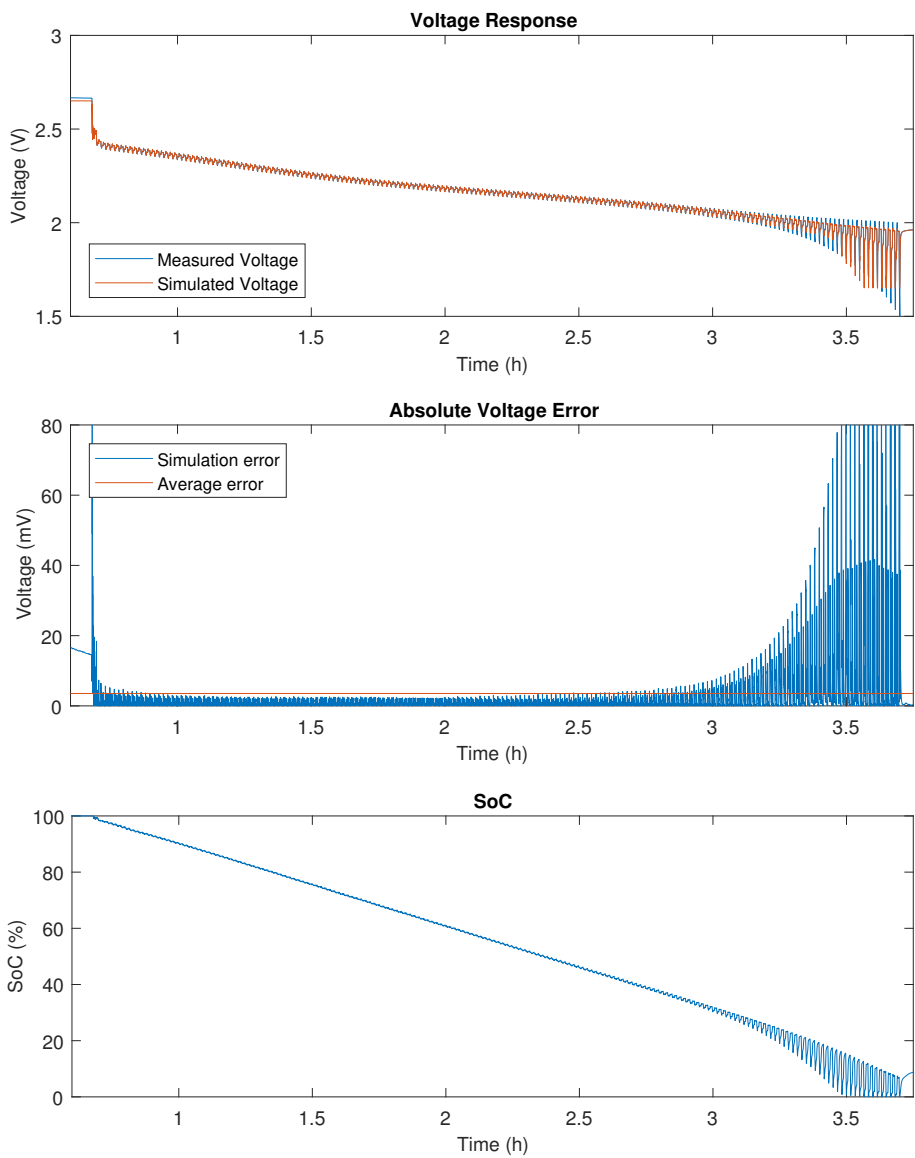 Voltage Response
3
2.5
2
1.5
Voltage (V)
Measured Voltage
Simulated Voltage
1 1.5 2 2.5 3 3.5
Time (h)
Absolute Voltage Error
80
60
40
20
0
Voltage (mV)
Simulation error
Average error
1 1.5 2 2.5 3 3.5
Time (h)
SoC
100
80
60
40
20
0
SoC (%)
1 1.5 2 2.5 3 3.5
Time (h)